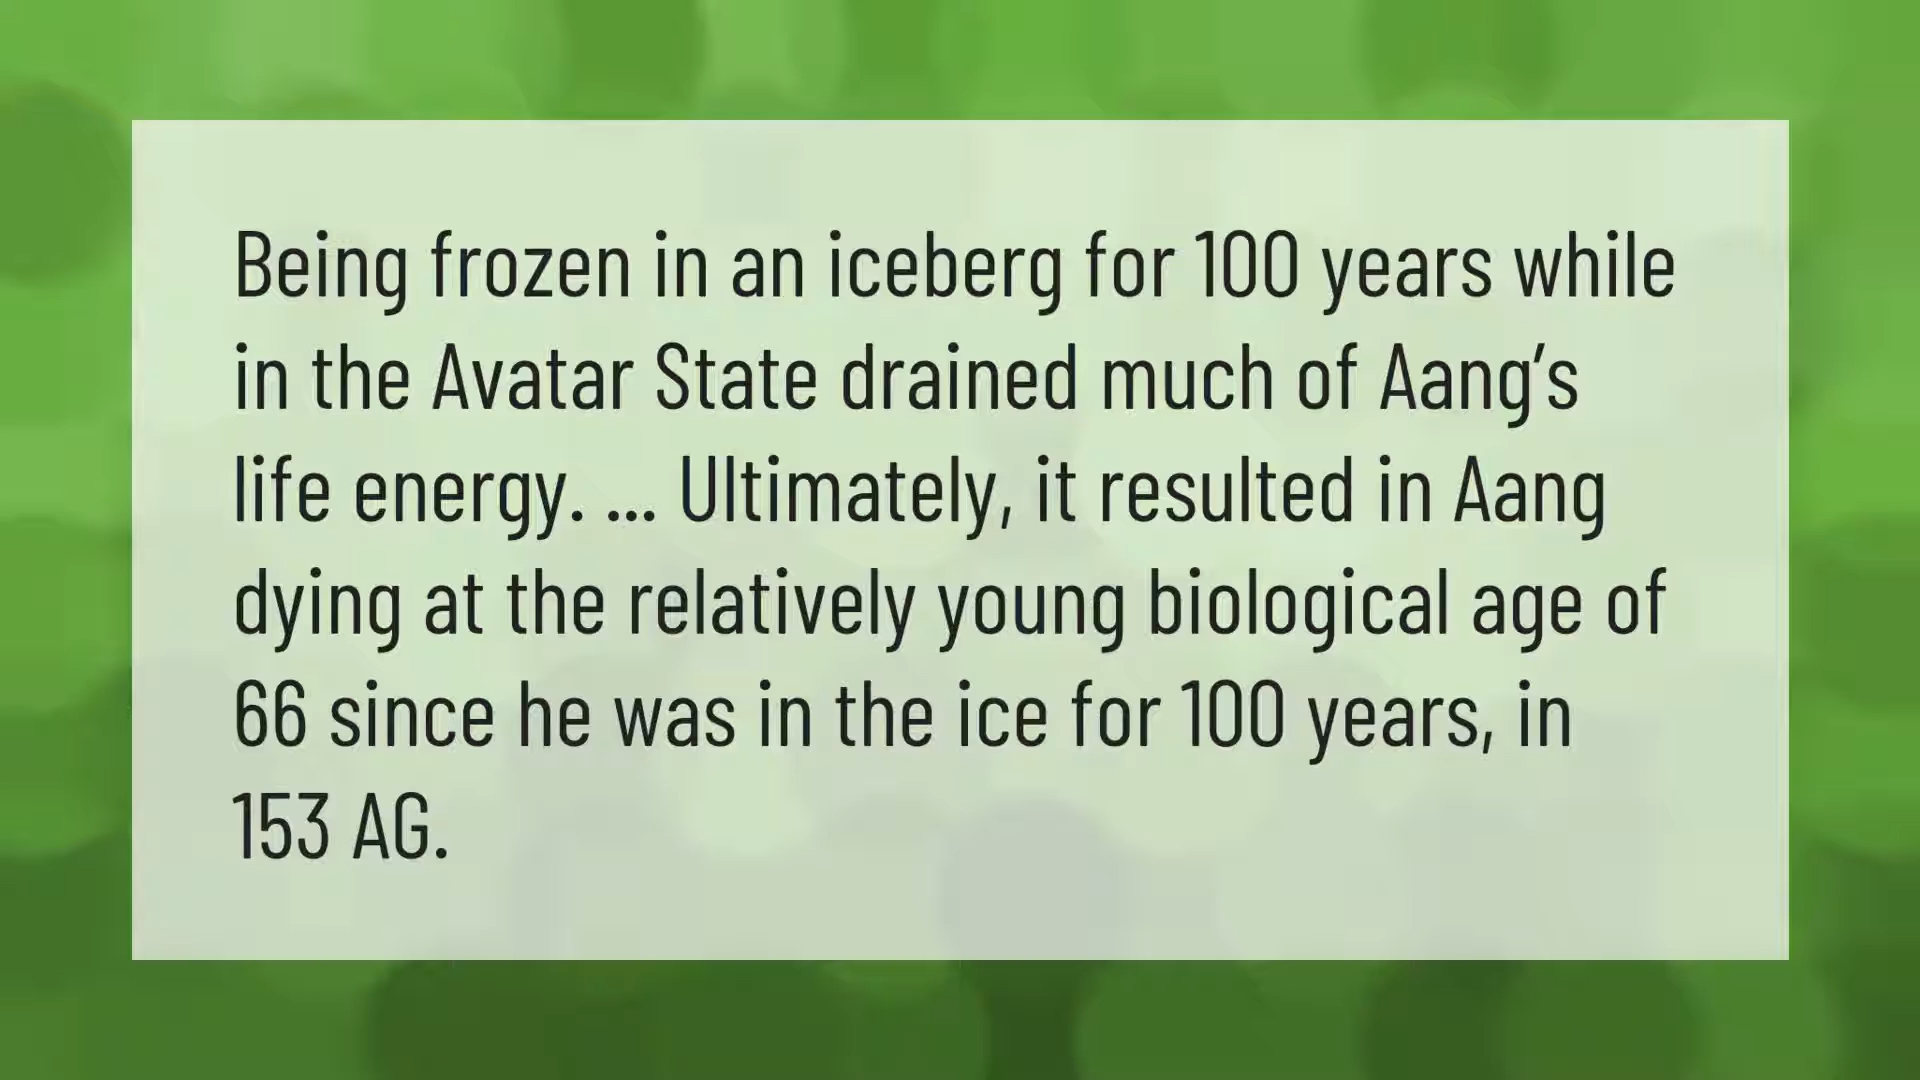 Being frozen in an iceberg for 100 years while
in the Avatar State drained much of Aang’s
life energy. ... Ultimately, it resulted in Aang
dying at the relatively young biological age of
66 since he was in the ice for 100 years, in
153 AG.